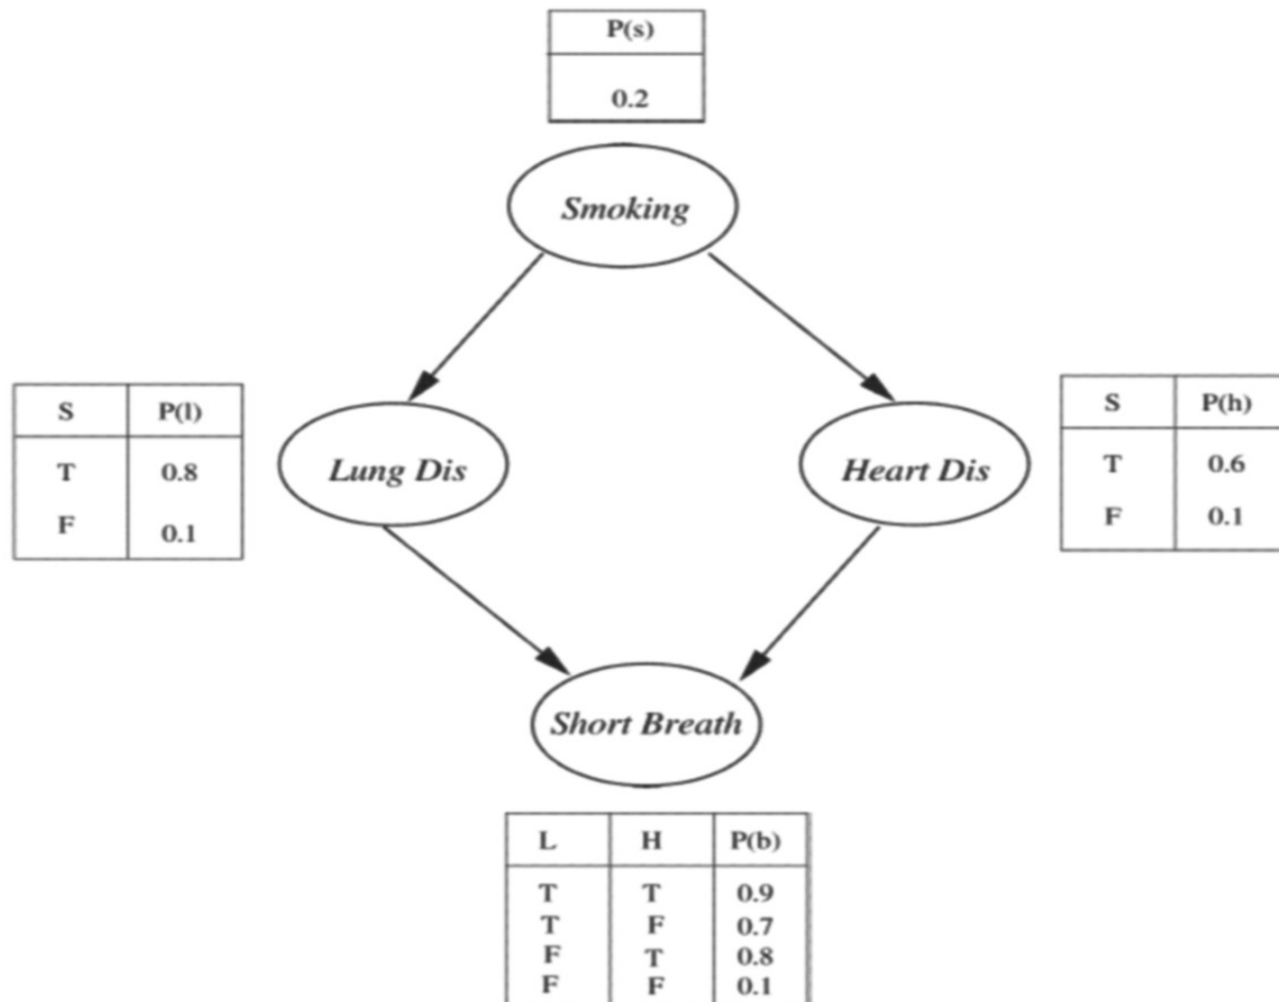 P(s)
0.2
Smoking
S P(l)
T 0.8
F 0.1
Lung Dis
Heart Dis
S P(h)
T 0.6
F 0.1
Short Breath
L H P(b)
T T 0.9
T F 0.7
F T 0.8
F F 0.1